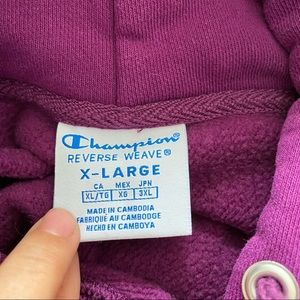 Champion
REVERSE WEAVE®
X-LARGE
CA MEX JPN
XL/TG XG 3XL
MADE IN CAMBODIA
FABRIQUÉ AU CAMBODGE
HECHO EN CAMBOYA